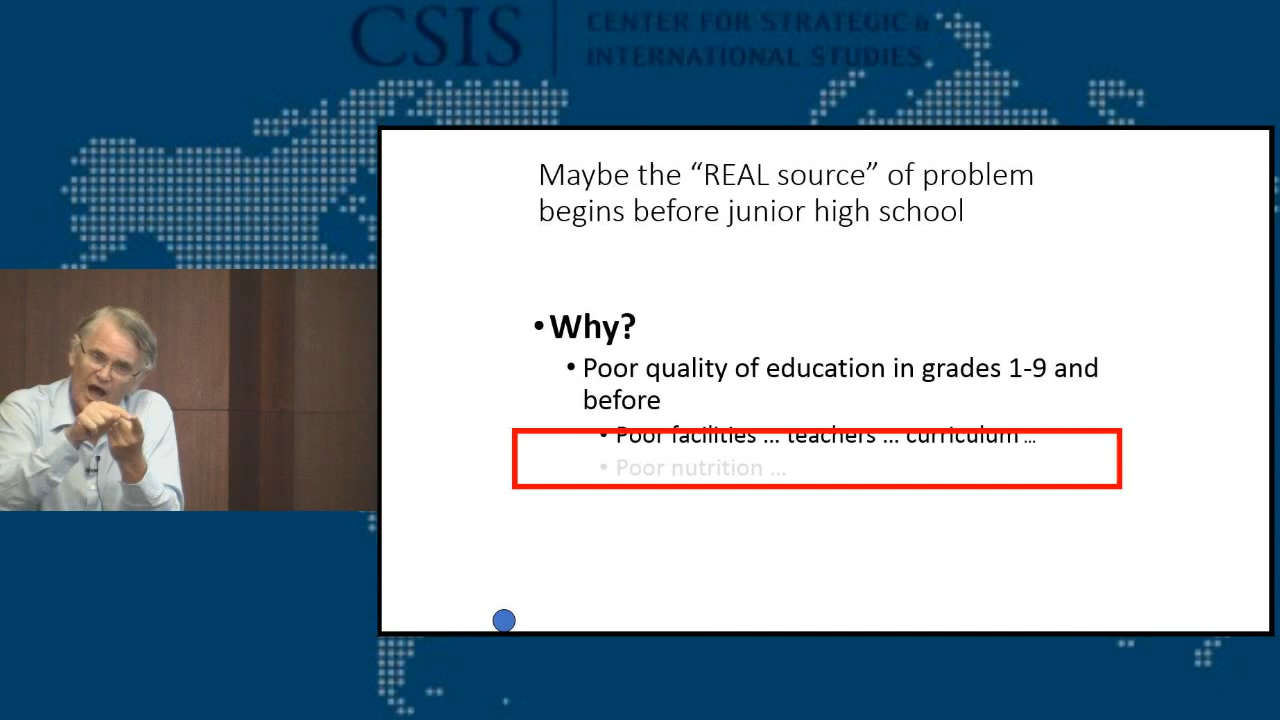 CSIS
CENTER FOR STRATEGIC &
INTERNATIONAL STUDIES
Maybe the “REAL source” of problem
begins before junior high school
• Why?
• Poor quality of education in grades 1-9 and
before
• Poor facilities ... teachers ... curriculum ...
• Poor nutrition ...